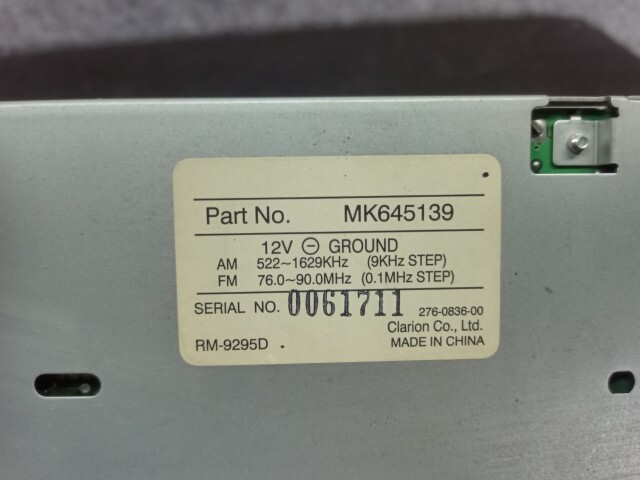 Part No. MK645139
12V ⊖ GROUND
AM 522~1629KHz (9KHz STEP)
FM 76.0~90.0MHz (0.1MHz STEP)
SERIAL NO. 0061711 276-0836-00
Clarion Co., Ltd.
RM-9295D MADE IN CHINA